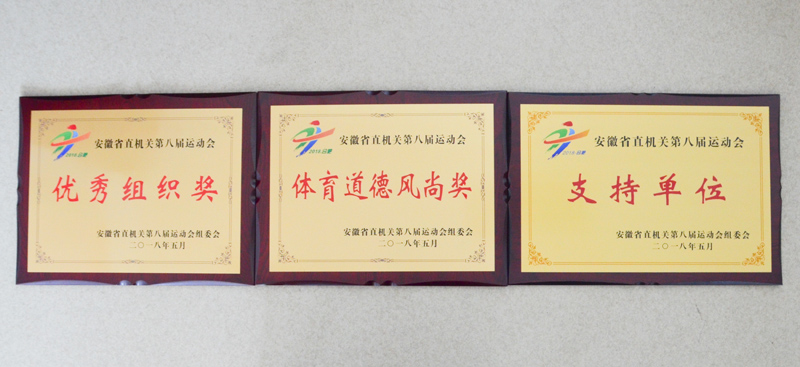 2018.合肥
安徽省直机关第八届运动会
优秀组织奖
安徽省直机关第八届运动会组委会
二〇一八年五月
2018.合肥
安徽省直机关第八届运动会
体育道德风尚奖
安徽省直机关第八届运动会组委会
二〇一八年五月
2018.合肥
安徽省直机关第八届运动会
支持单位
安徽省直机关第八届运动会组委会
二〇一八年五月